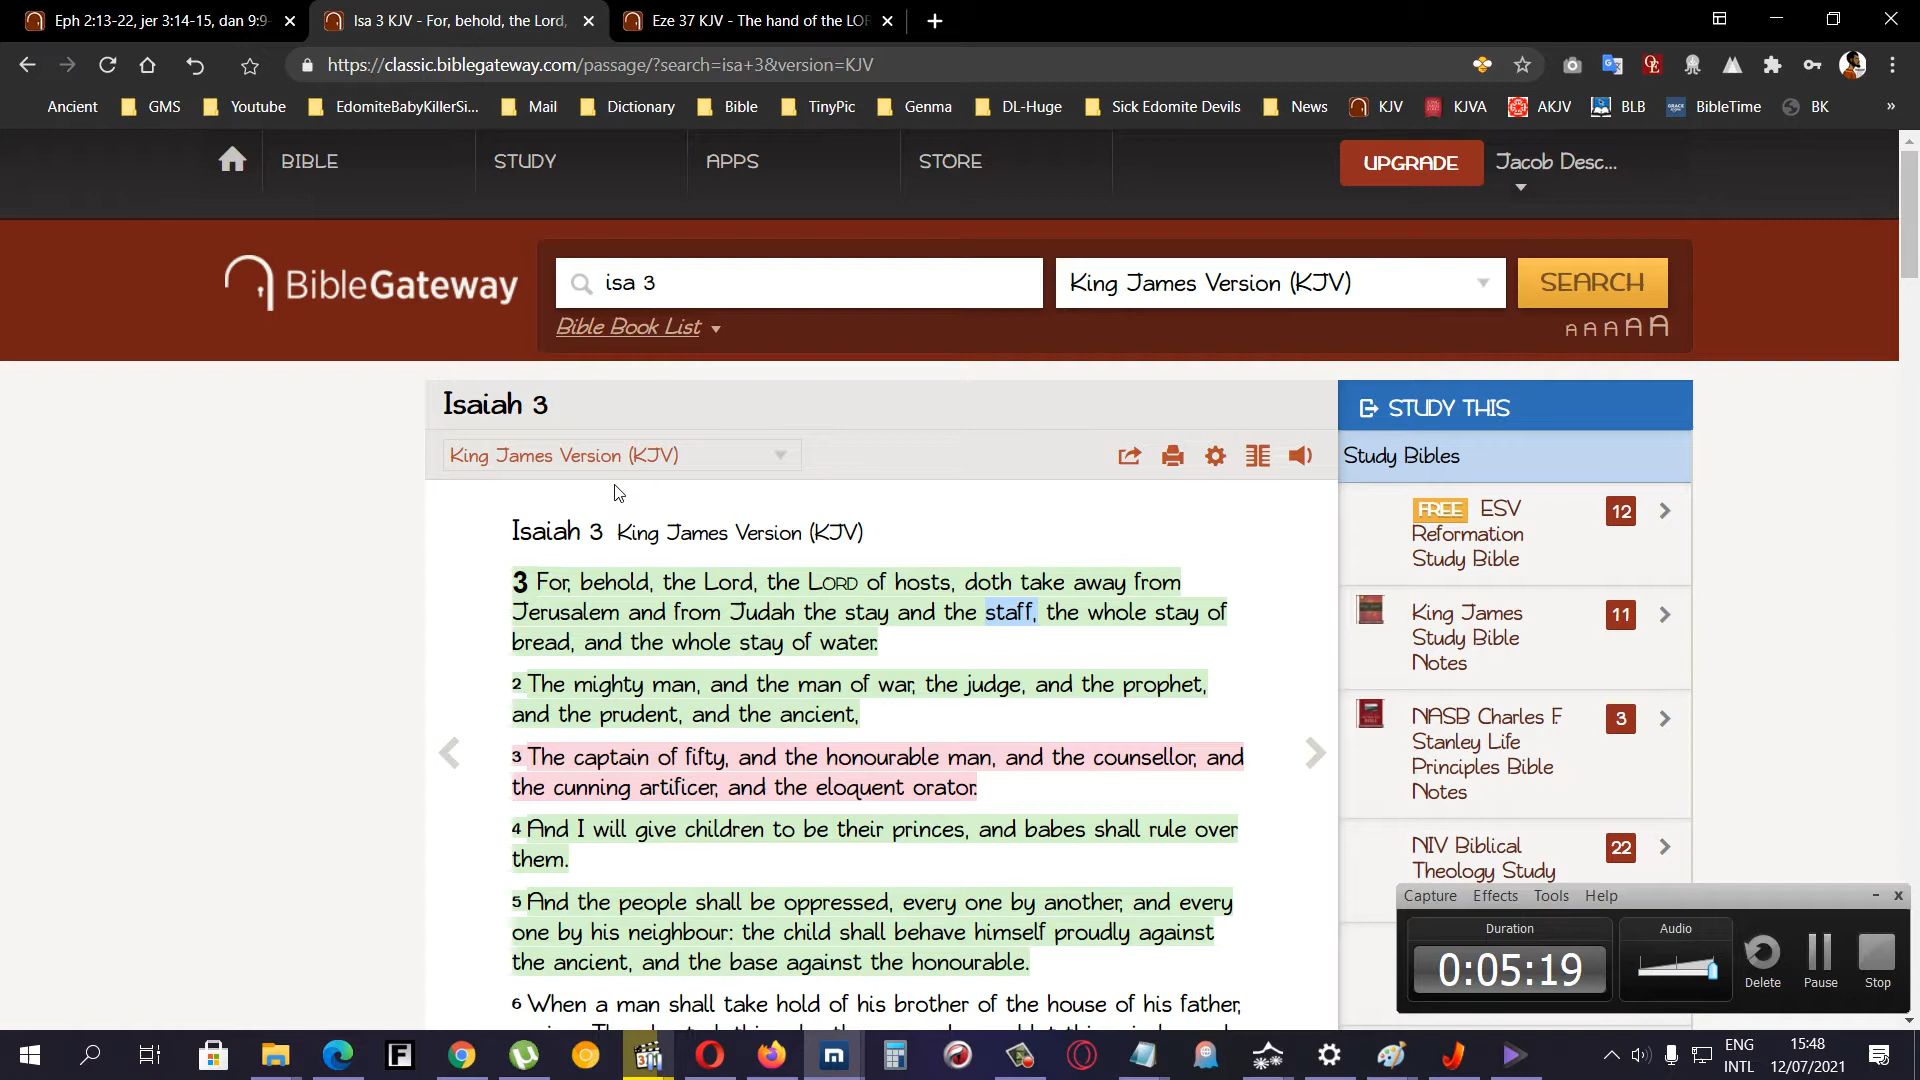 Eph 2:13-22, jer 3:14-15, dan 9:9-
Isa 3 KJV - For, behold, the Lord,
Eze 37 KJV - The hand of the LOR
https://classic.biblegateway.com/passage/?search=isa+3&version=KJV
Ancient GMS Youtube EdomiteBabyKillerSi... Mail Dictionary Bible TinyPic Genma DL-Huge Sick Edomite Devils News KJV KJVA AKJV BLB BibleTime BK »
BIBLE STUDY APPS STORE UPGRADE Jacob Desc...
BibleGateway
isa 3
King James Version (KJV)
SEARCH
Bible Book List
A A A A A
Isaiah 3
King James Version (KJV)
Isaiah 3 King James Version (KJV)
3 For, behold, the Lord, the LORD of hosts, doth take away from
Jerusalem and from Judah the stay and the staff, the whole stay of
bread, and the whole stay of water.
2 The mighty man, and the man of war, the judge, and the prophet,
and the prudent, and the ancient,
3 The captain of fifty, and the honourable man, and the counsellor, and
the cunning artificer, and the eloquent orator.
4 And I will give children to be their princes, and babes shall rule over
them.
5 And the people shall be oppressed, every one by another, and every
one by his neighbour: the child shall behave himself proudly against
the ancient, and the base against the honourable.
6 When a man shall take hold of his brother of the house of his father,
STUDY THIS
Study Bibles
FREE ESV
Reformation
Study Bible
12
King James
Study Bible
Notes
11
NASB Charles F.
Stanley Life
Principles Bible
Notes
3
NIV Biblical
Theology Study
22
Capture Effects Tools Help
Duration
0:05:19
Audio
Delete Pause Stop
ENG
INTL
15:48
12/07/2021